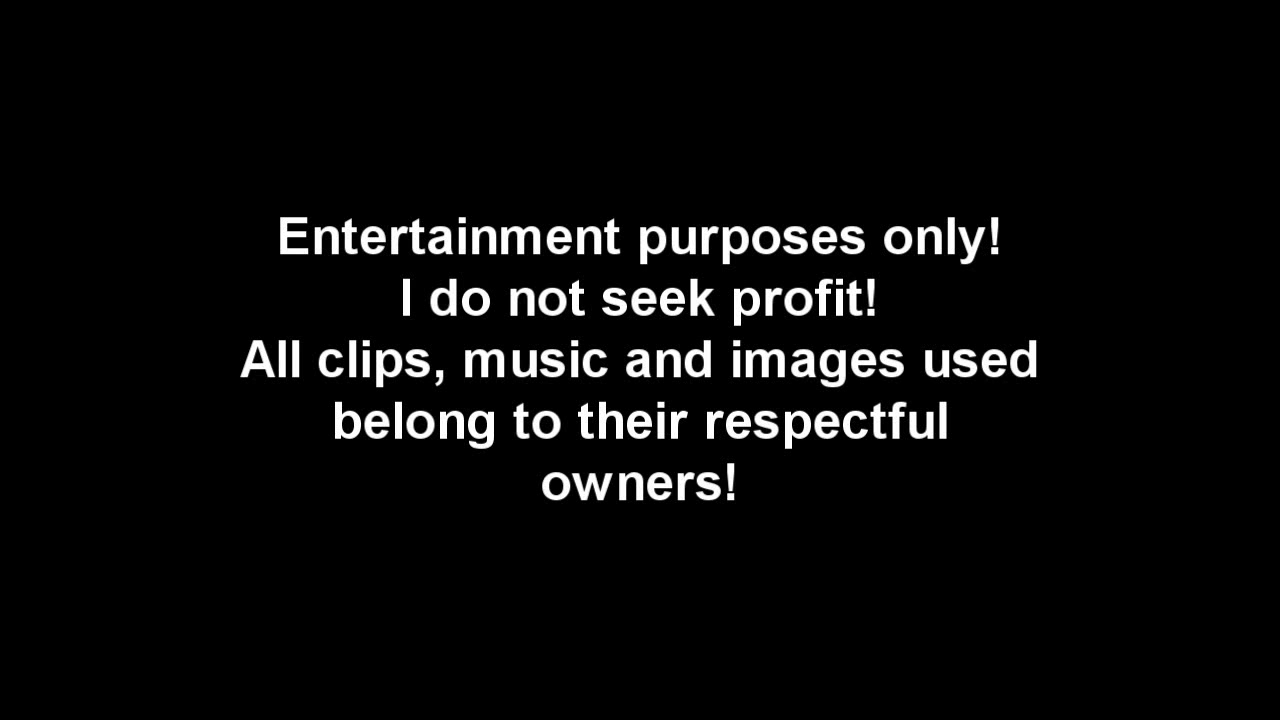 Entertainment purposes only!
I do not seek profit!
All clips, music and images used
belong to their respectful
owners!